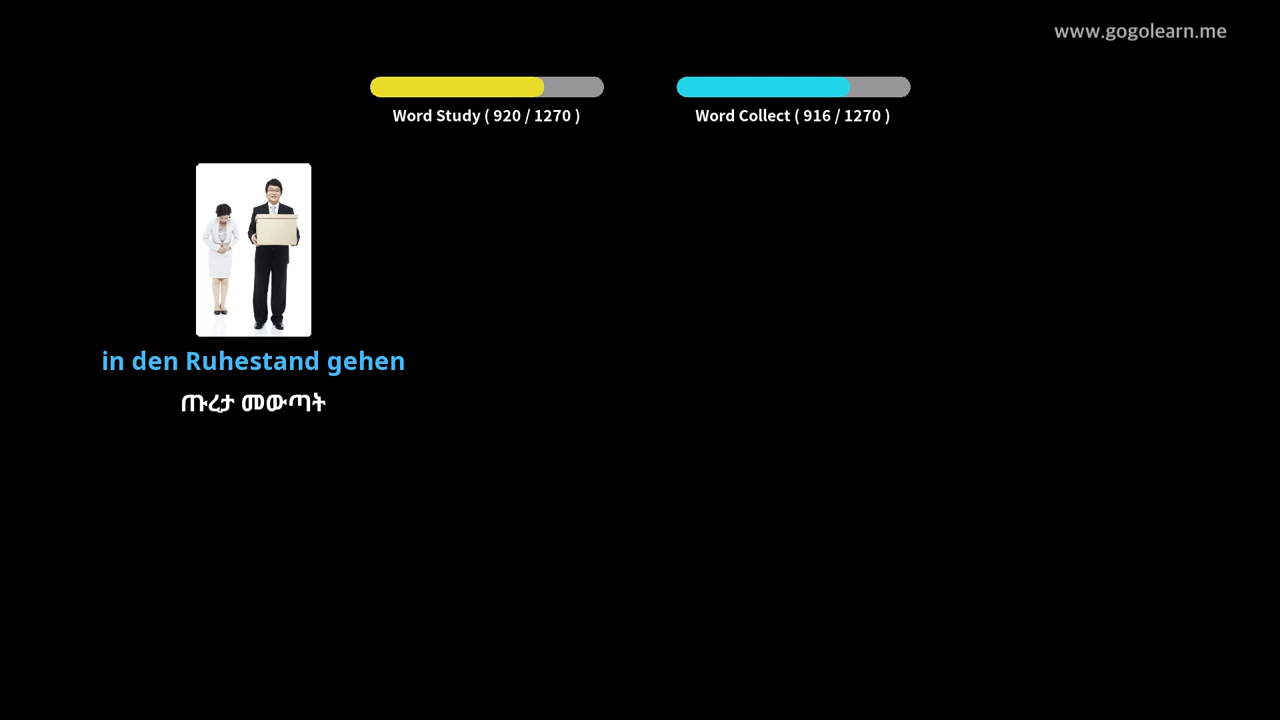 www.gogolearn.me
Word Study ( 920 / 1270 )
Word Collect ( 916 / 1270 )
in den Ruhestand gehen
ጡረታ መውጣት